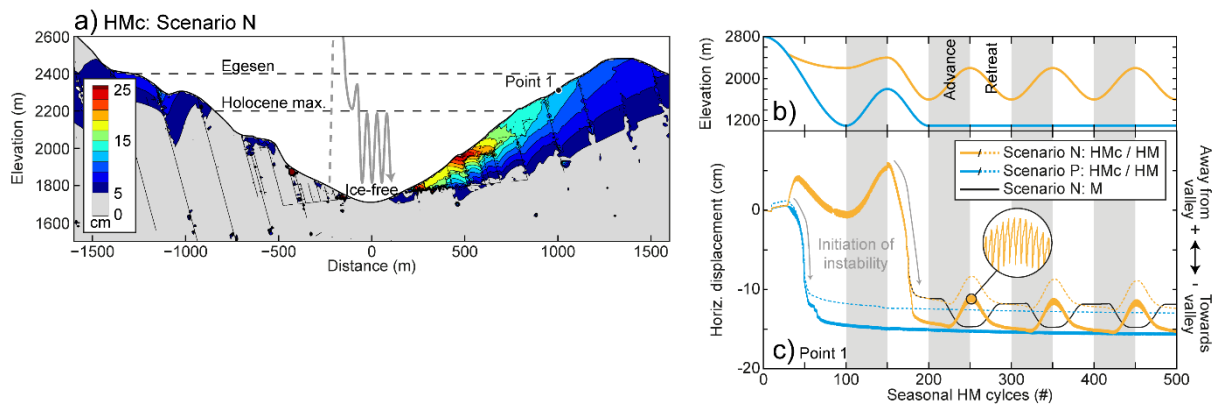 a) HMc: Scenario N
2600
2400
2200
2000
1800
1600
Elevation (m)
25
15
5
0
cm
Egesen
Holocene max.
Point 1
Ice-free
−1500
−1000
−500
0
500
1000
1500
Distance (m)
b)
2800
2000
1200
Elevation (m)
Advance
Retreat
Scenario N: HMc / HM
Scenario P: HMc / HM
Scenario N: M
0
-10
-20
Horiz. displacement (cm)
Initiation of
instability
c) Point 1
0
100
200
300
400
500
Seasonal HM cylces (#)
Away from
valley +
- Towards
valley